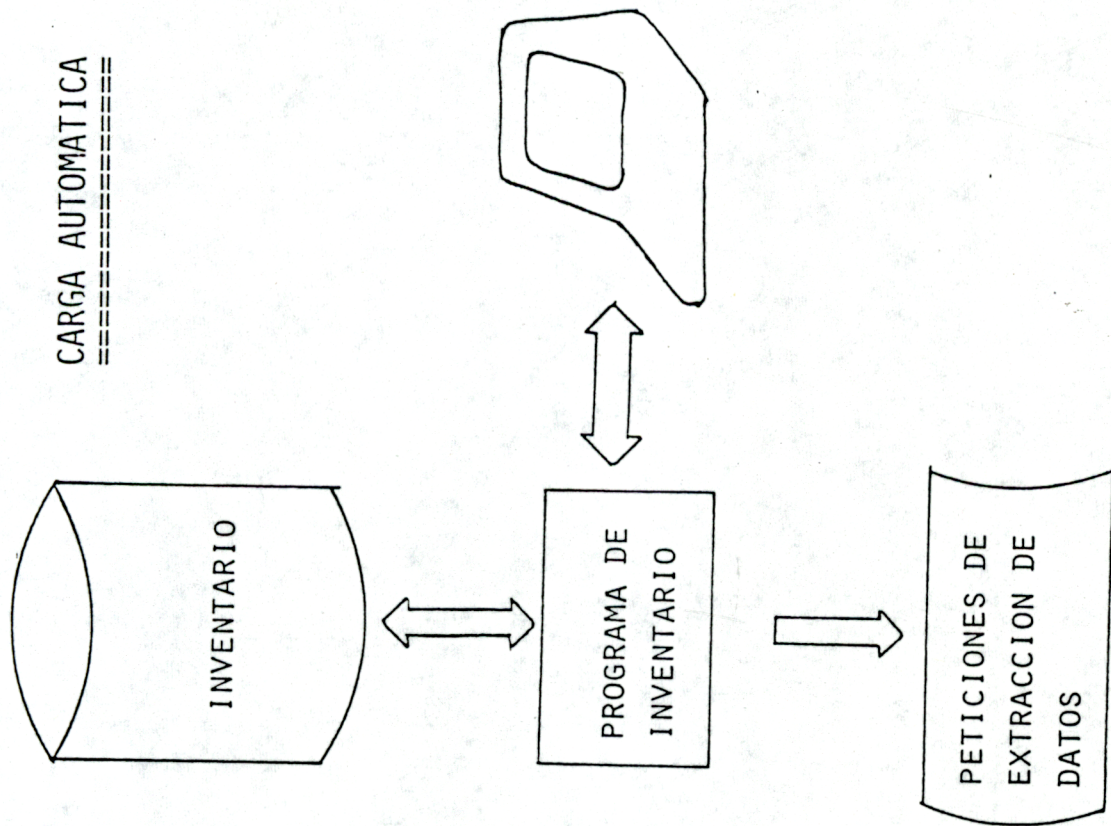 CARGA AUTOMATICA
================
INVENTARIO
PROGRAMA DE
INVENTARIO
PETICIONES DE
EXTRACCION DE
DATOS